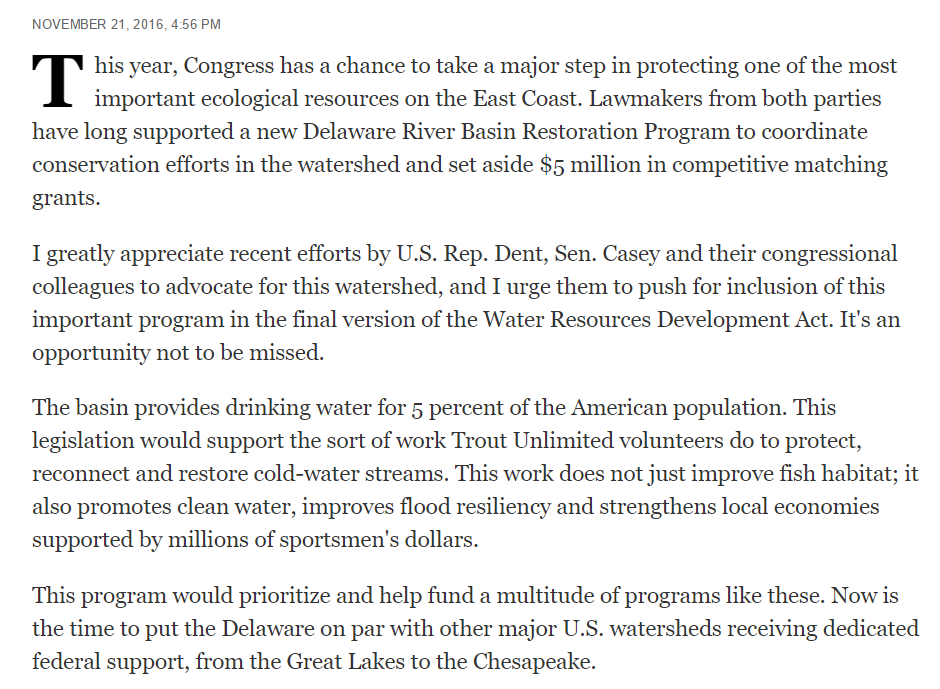 NOVEMBER 21, 2016, 4:56 PM
This year, Congress has a chance to take a major step in protecting one of the most
important ecological resources on the East Coast. Lawmakers from both parties
have long supported a new Delaware River Basin Restoration Program to coordinate
conservation efforts in the watershed and set aside $5 million in competitive matching
grants.
I greatly appreciate recent efforts by U.S. Rep. Dent, Sen. Casey and their congressional
colleagues to advocate for this watershed, and I urge them to push for inclusion of this
important program in the final version of the Water Resources Development Act. It's an
opportunity not to be missed.
The basin provides drinking water for 5 percent of the American population. This
legislation would support the sort of work Trout Unlimited volunteers do to protect,
reconnect and restore cold-water streams. This work does not just improve fish habitat; it
also promotes clean water, improves flood resiliency and strengthens local economies
supported by millions of sportsmen's dollars.
This program would prioritize and help fund a multitude of programs like these. Now is
the time to put the Delaware on par with other major U.S. watersheds receiving dedicated
federal support, from the Great Lakes to the Chesapeake.